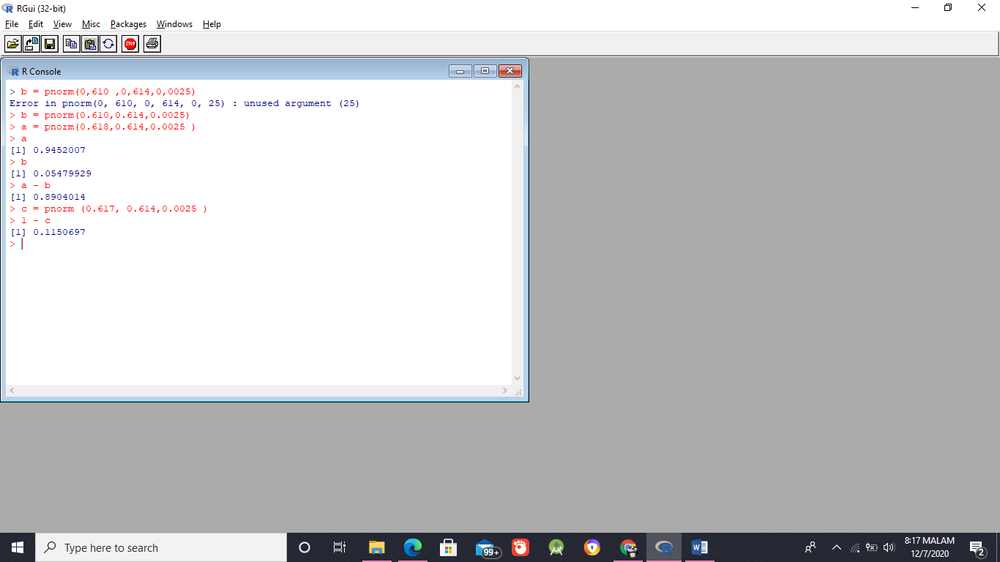 RGui (32-bit)
File Edit View Misc Packages Windows Help
STOP
R Console
> b = pnorm(0,610 ,0,614,0,0025)
Error in pnorm(0, 610, 0, 614, 0, 25) : unused argument (25)
> b = pnorm(0.610,0.614,0.0025)
> a = pnorm(0.618,0.614,0.0025 )
> a
[1] 0.9452007
> b
[1] 0.05479929
> a - b
[1] 0.8904014
> c = pnorm (0.617, 0.614,0.0025 )
> 1 - c
[1] 0.1150697
>
Type here to search
99+
8:17 MALAM
12/7/2020
2